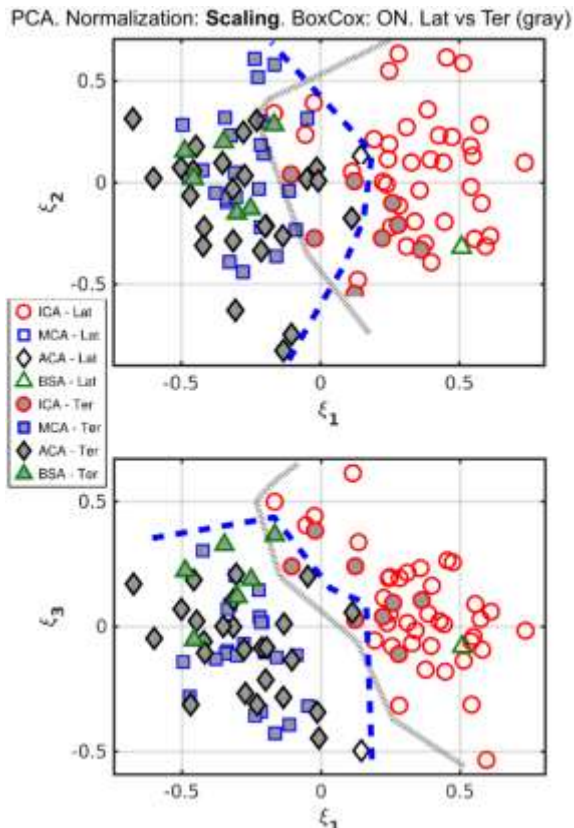 PCA. Normalization: Scaling. BoxCox: ON. Lat vs Ter (gray)
0.5
0
-0.5
ξ2
-0.5
0
0.5
ξ1
ICA - Lat
MCA - Lat
ACA - Lat
BSA - Lat
ICA - Ter
MCA - Ter
ACA - Ter
BSA - Ter
0.5
0
-0.5
ξ3
-0.5
0
0.5
ξ1